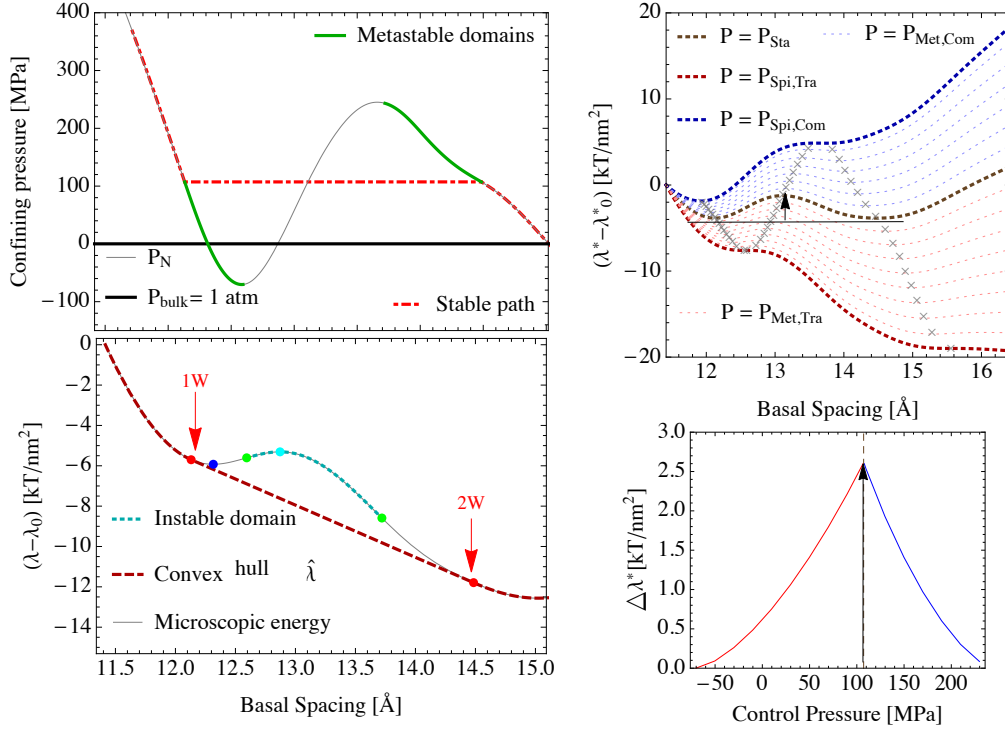 400
300
200
100
0
−100
Confining pressure [MPa]
Metastable domains
P_N
P_bulk = 1 atm
Stable path
0
−2
−4
−6
−8
−10
−12
−14
(λ−λ_0) [kT/nm^2]
1W
2W
Instable domain
Convex hull λ̂
Microscopic energy
11.5 12.0 12.5 13.0 13.5 14.0 14.5 15.0
Basal Spacing [Å]
20
10
0
−10
−20
(λ*−λ*_0) [kT/nm^2]
P = P_Sta
P = P_Met,Com
P = P_Spi,Tra
P = P_Spi,Com
P = P_Met,Tra
12 13 14 15 16
Basal Spacing [Å]
3.0
2.5
2.0
1.5
1.0
0.5
0.0
△λ* [kT/nm^2]
−50 0 50 100 150 200
Control Pressure [MPa]